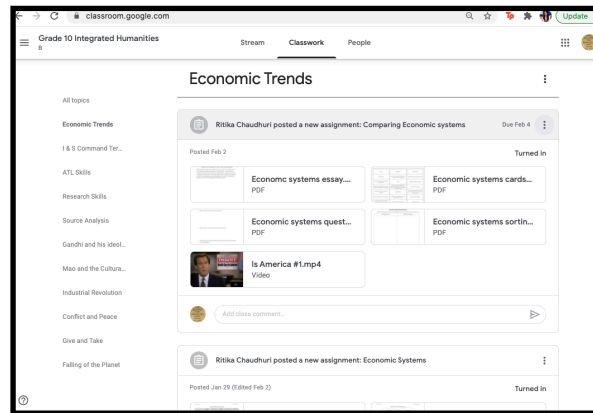 classroom.google.com
Update
Grade 10 Integrated Humanities
B
Stream
Classwork
People
Economic Trends
All topics
Economic Trends
I & S Command Ter...
ATL Skills
Research Skills
Source Analysis
Gandhi and his ideol...
Mao and the Cultura...
Industrial Revolution
Conflict and Peace
Give and Take
Falling of the Planet
Ritika Chaudhuri posted a new assignment: Comparing Economic systems
Due Feb 4
Posted Feb 2
Turned in
Economc systems essay....
PDF
Economic systems cards...
PDF
Economic systems quest...
PDF
Economic systems sortin...
PDF
Is America #1.mp4
Video
Add class comment...
Ritika Chaudhuri posted a new assignment: Economic Systems
Posted Jan 29 (Edited Feb 2)
Turned in